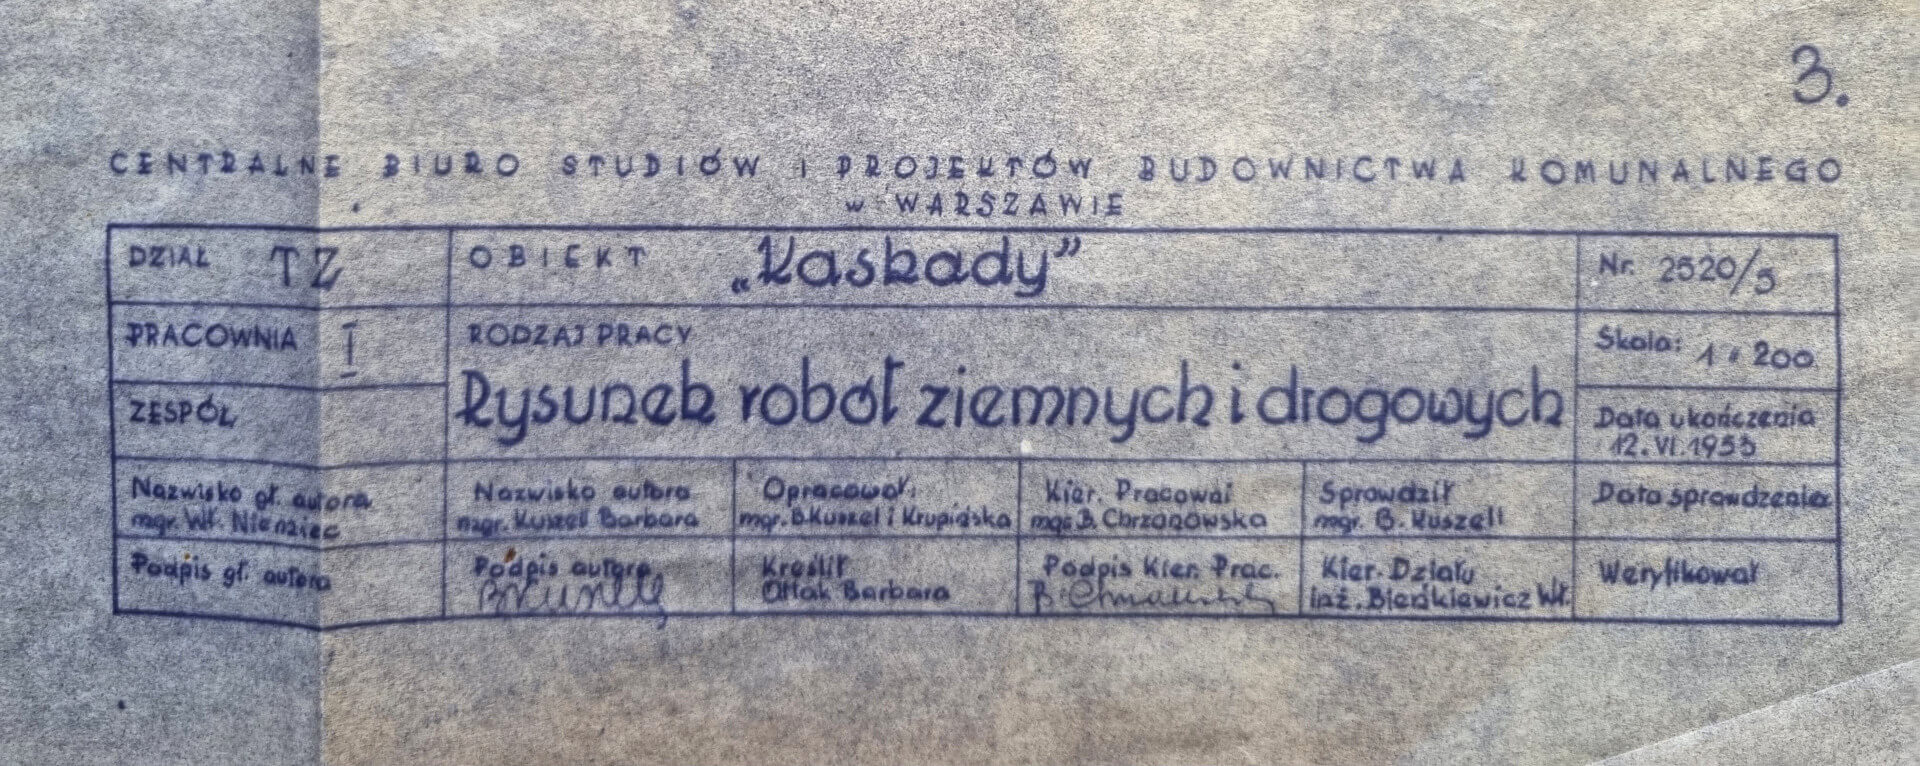 3.
CENTRALNE BIURO STUDIÓW I PROJEKTÓW BUDOWNICTWA KOMUNALNEGO
w WARSZAWIE
DZIAŁ TZ
OBIEKT „Kaskady”
Nr. 2520/5
PRACOWNIA I
RODZAJ PRACY
Skala: 1:200
ZESPÓŁ
Rysunek robót ziemnych i drogowych
Data ukończenia
12.VI.1953
Nazwisko gł. autora
mgr. Wł. Niemiec
Nazwisko autora
mgr. Kuszel Barbara
Opracował:
mgr. B. Kuszel i Krupińska
Kier. Pracowni
mgr. B. Chrzanowska
Sprawdził
mgr. B. Kuszell
Data sprawdzenia
Podpis gł. autora
Podpis autora
Kreślił
Ottak Barbara
Podpis Kier. Prac.
Kier. Działu
inż. Bieńkiewicz Wł.
Weryfikował